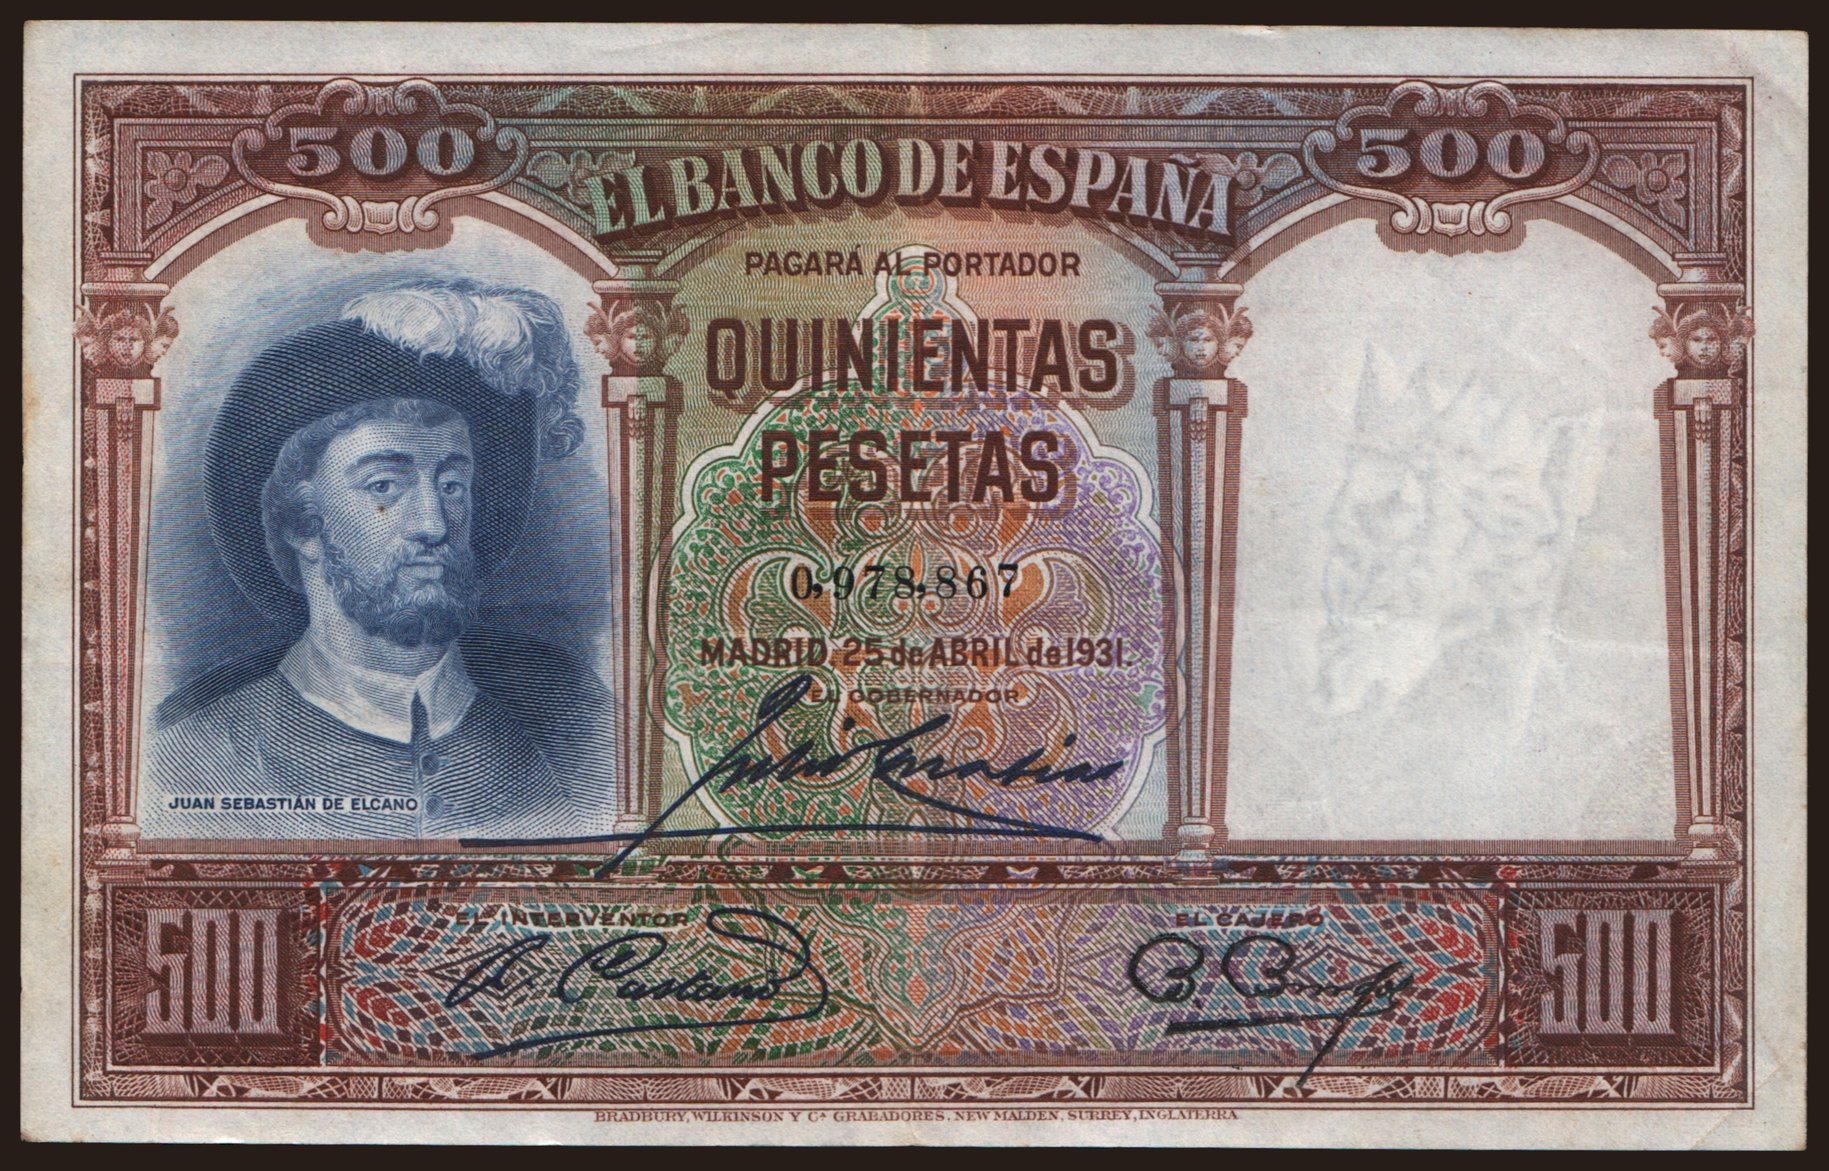 500
500
EL BANCO DE ESPAÑA
PAGARÁ AL PORTADOR
QUINIENTAS
PESETAS
0,978,867
MADRID, 25 de ABRIL de 1931.
EL GOBERNADOR
JUAN SEBASTIÁN DE ELCANO
EL INTERVENTOR
EL CAJERO
500
500
BRADBURY, WILKINSON Y Cª GRABADORES, NEW MALDEN, SURREY, INGLATERRA